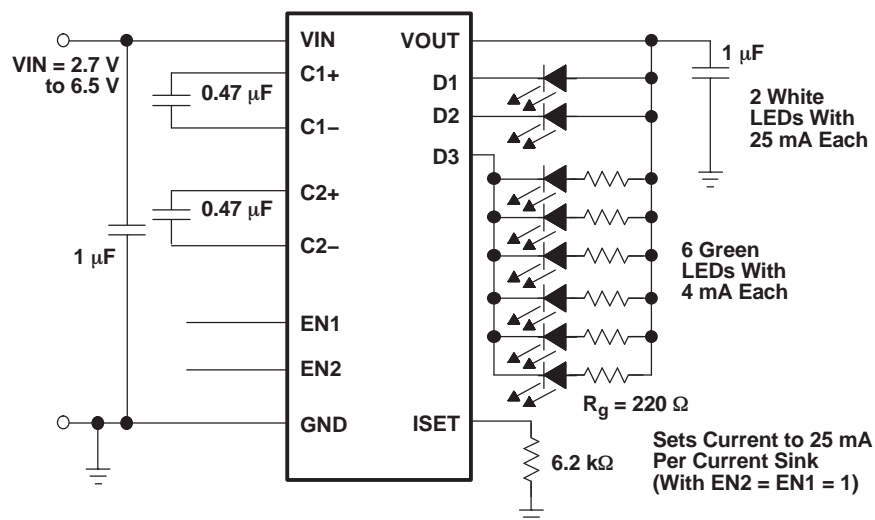 VIN
VOUT
VIN = 2.7 V
to 6.5 V
C1+
0.47 μF
C1−
D1
D2
D3
1 μF
2 White
LEDs With
25 mA Each
C2+
0.47 μF
C2−
1 μF
6 Green
LEDs With
4 mA Each
EN1
EN2
Rg = 220 Ω
GND
ISET
6.2 kΩ
Sets Current to 25 mA
Per Current Sink
(With EN2 = EN1 = 1)